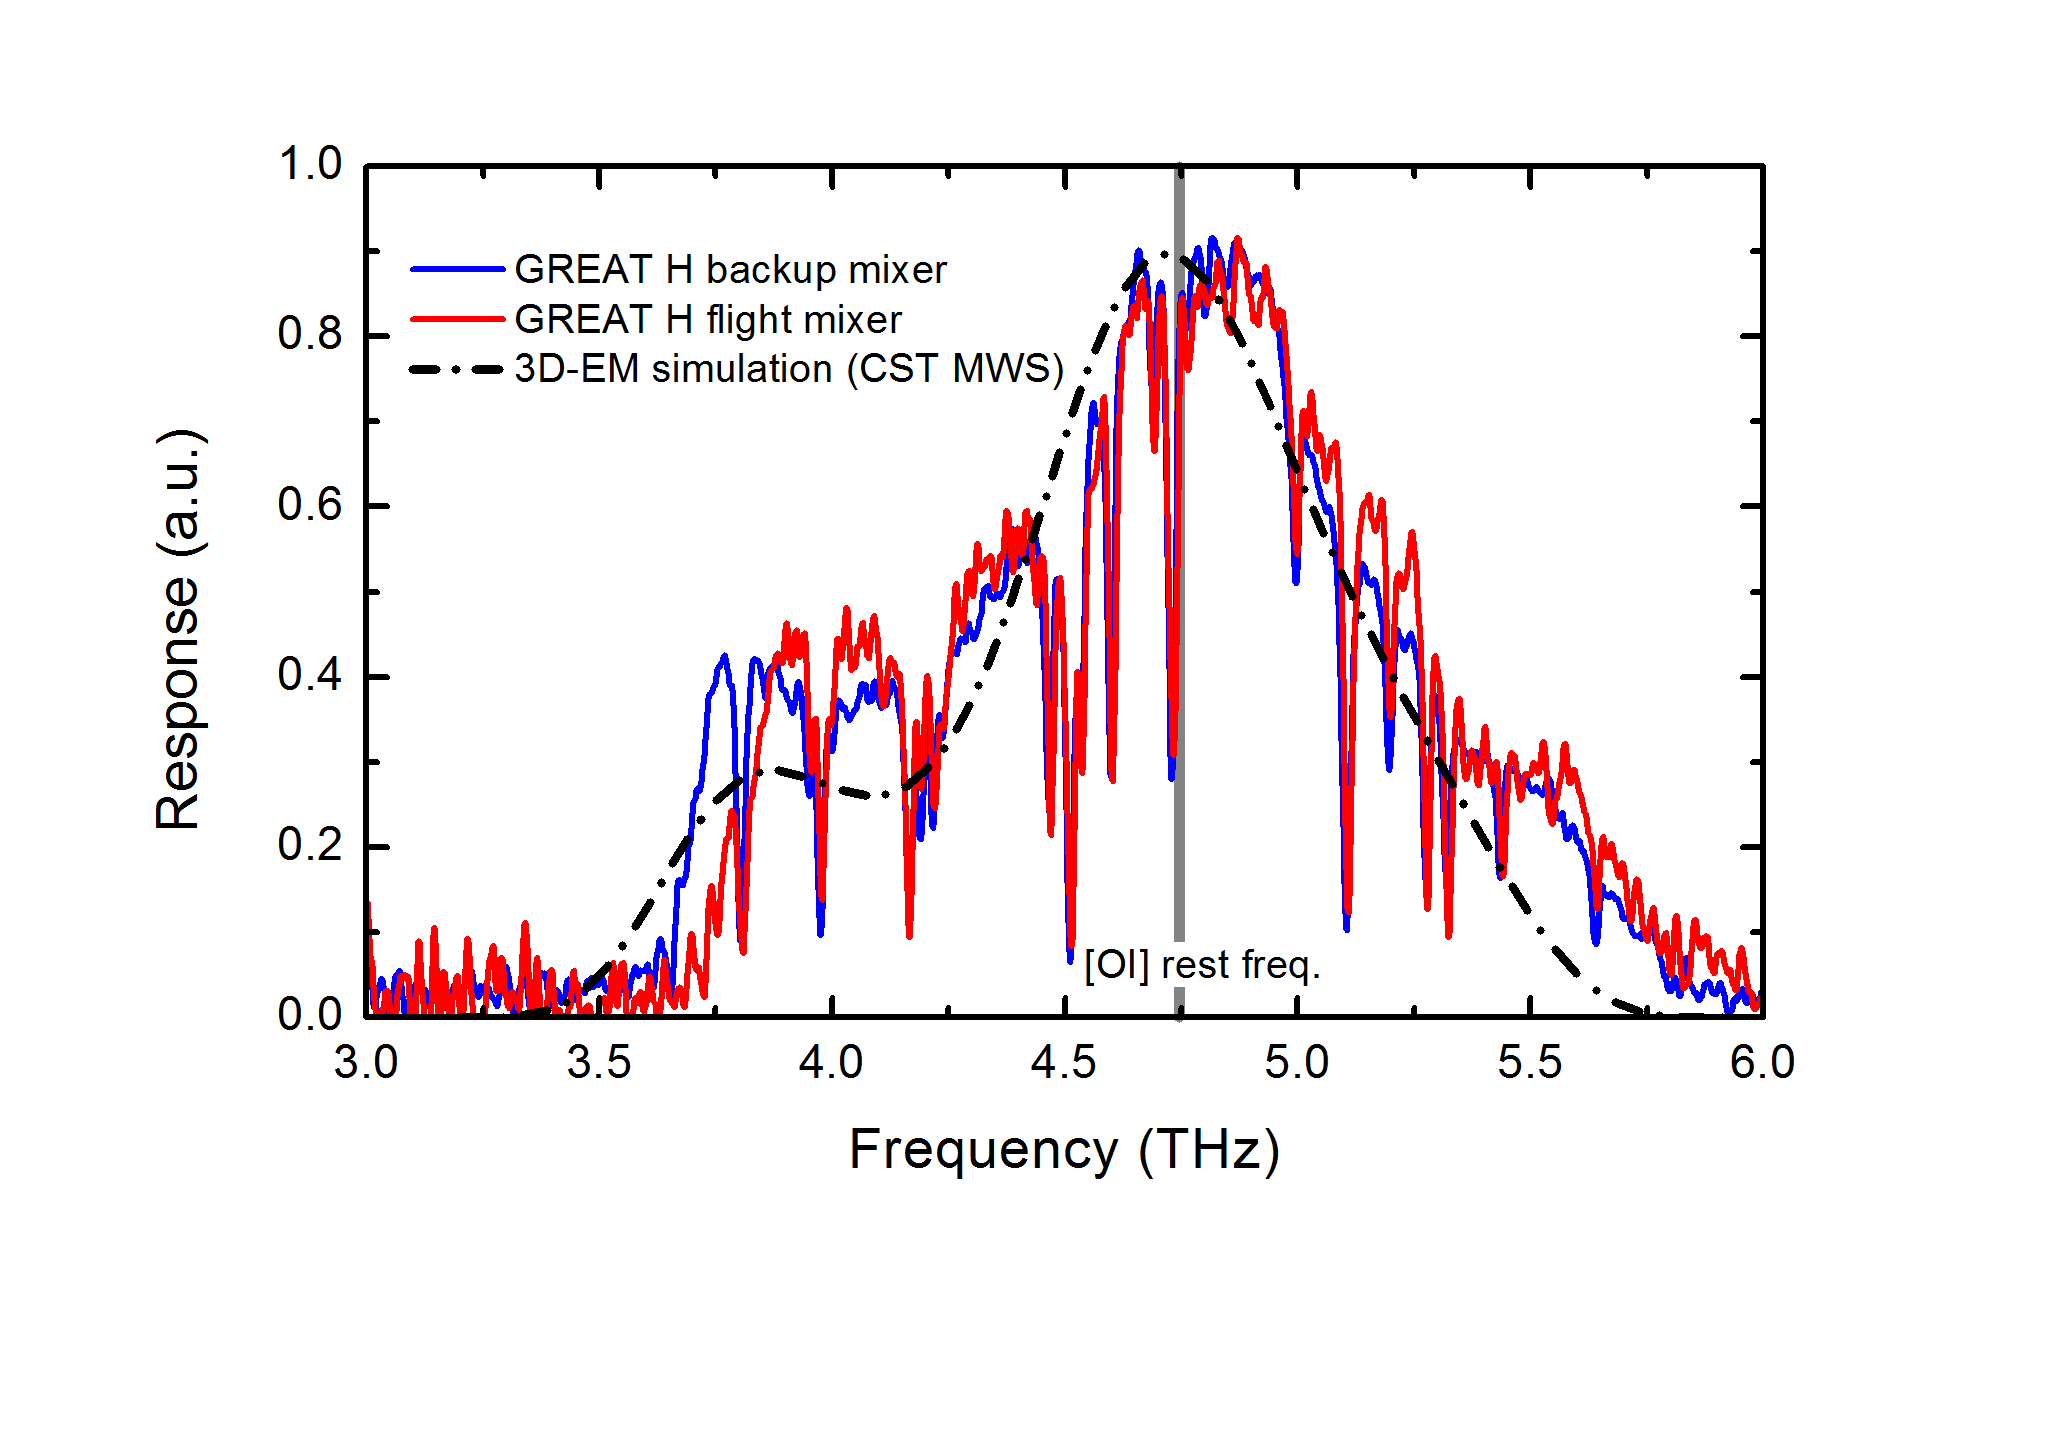 1.0
0.8
0.6
0.4
0.2
0.0
Response (a.u.)
GREAT H backup mixer
GREAT H flight mixer
3D-EM simulation (CST MWS)
[OI] rest freq.
3.0 3.5 4.0 4.5 5.0 5.5 6.0
Frequency (THz)